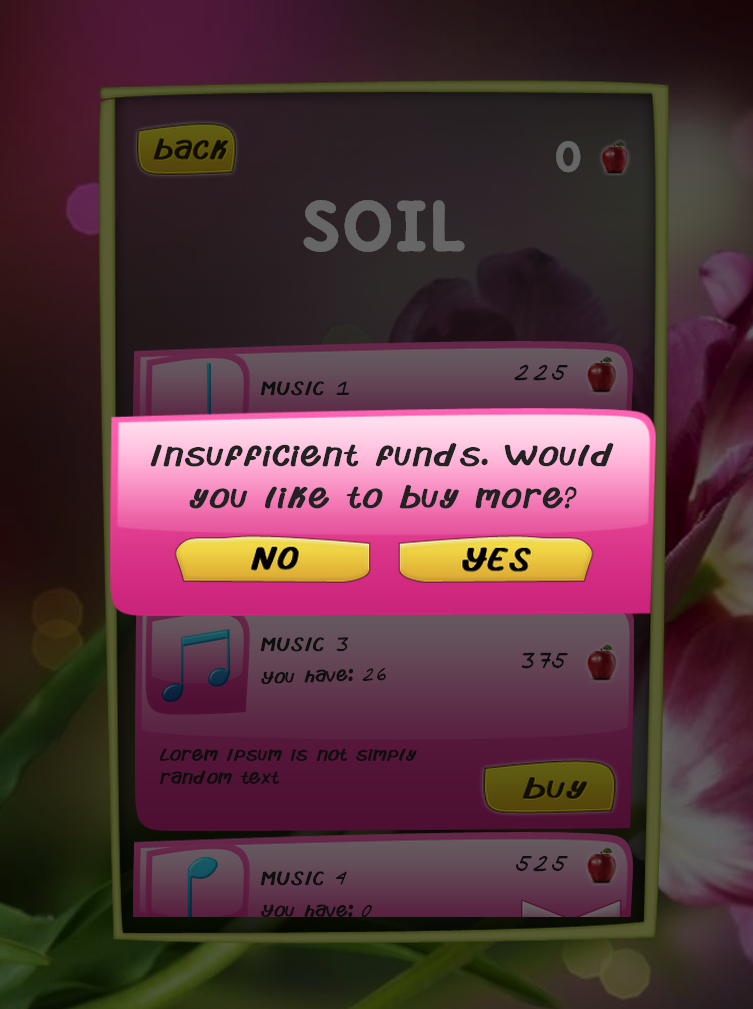 back
0
SOIL
MUSIC 1
225
Insufficient funds. Would
you like to buy more?
NO
YES
MUSIC 3
375
you have: 26
Lorem Ipsum is not simply
random text
buy
MUSIC 4
525
you have: 0